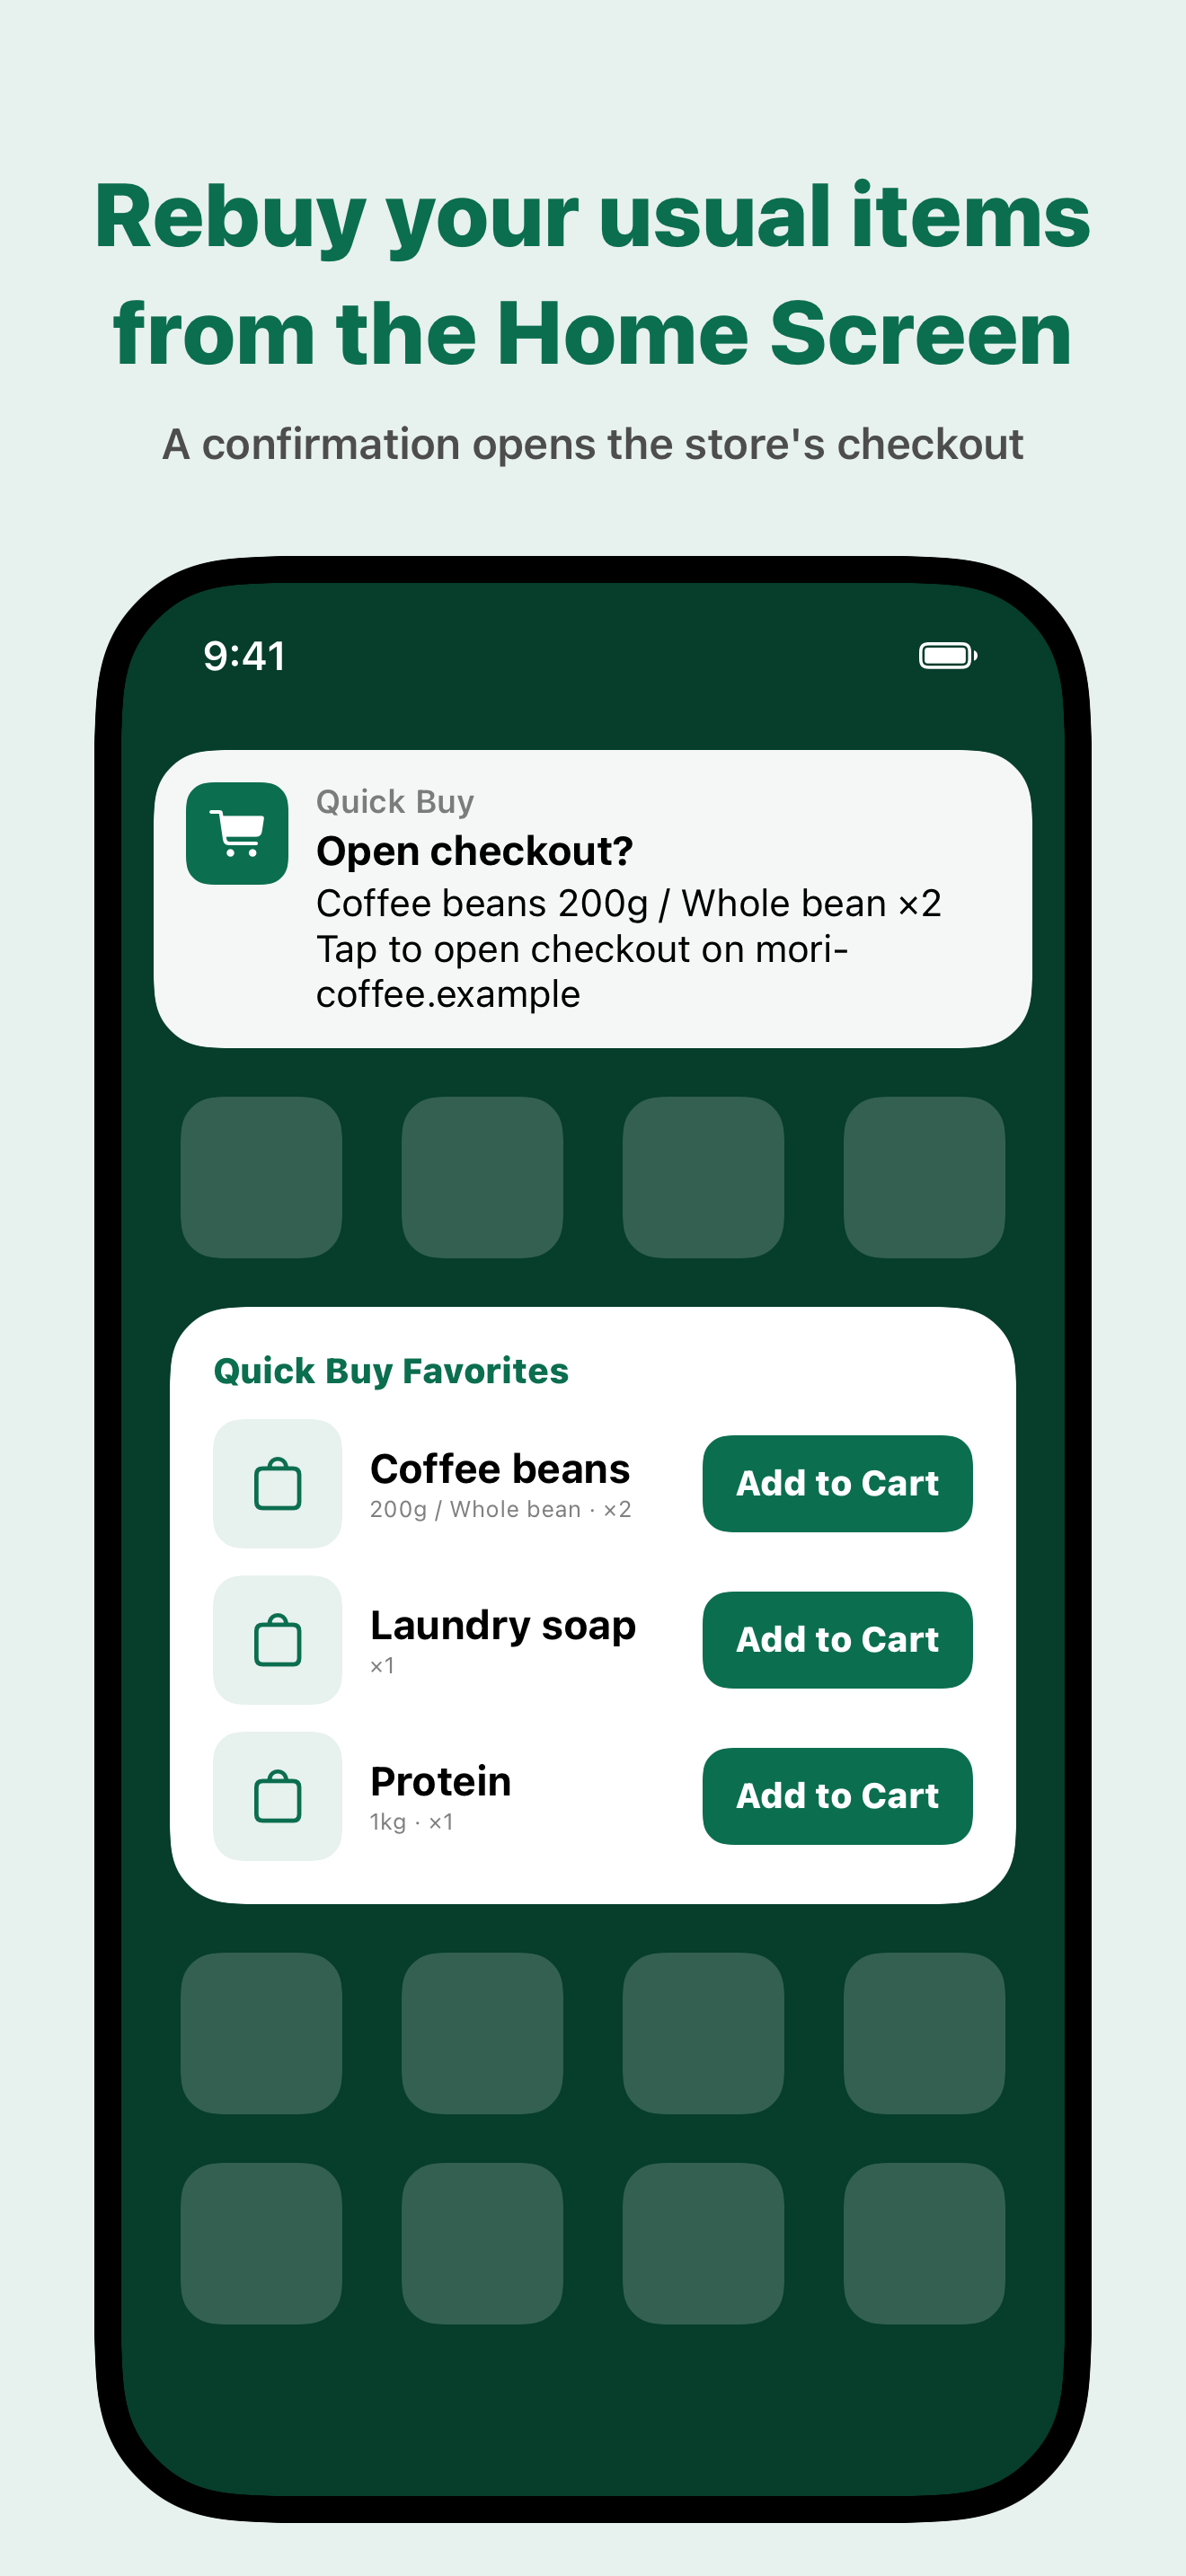 Rebuy your usual items
from the Home Screen
A confirmation opens the store's checkout
9:41
Quick Buy
Open checkout?
Coffee beans 200g / Whole bean ×2
Tap to open checkout on mori-
coffee.example
Quick Buy Favorites
Coffee beans
200g / Whole bean · ×2
Add to Cart
Laundry soap
×1
Add to Cart
Protein
1kg · ×1
Add to Cart